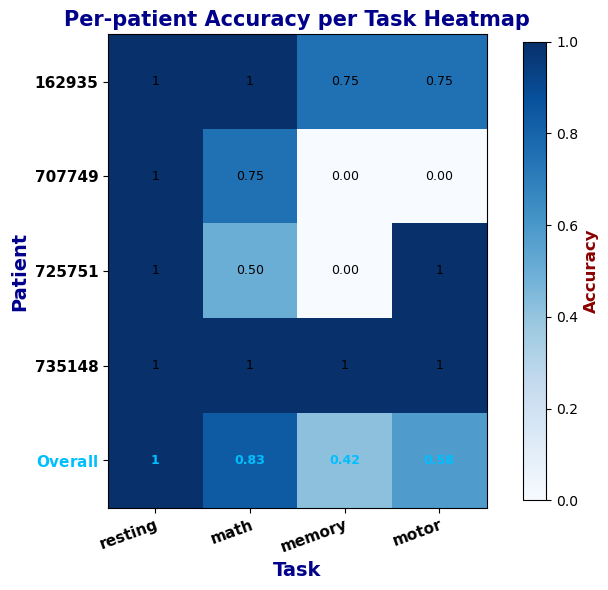 Per-patient Accuracy per Task Heatmap
162935 1 1 0.75 0.75
707749 1 0.75 0.00 0.00
725751 1 0.50 0.00 1
735148 1 1 1 1
Overall 1 0.83 0.42
resting math memory motor
Task
Patient
1.0
0.8
0.6
0.4
0.2
0.0
Accuracy